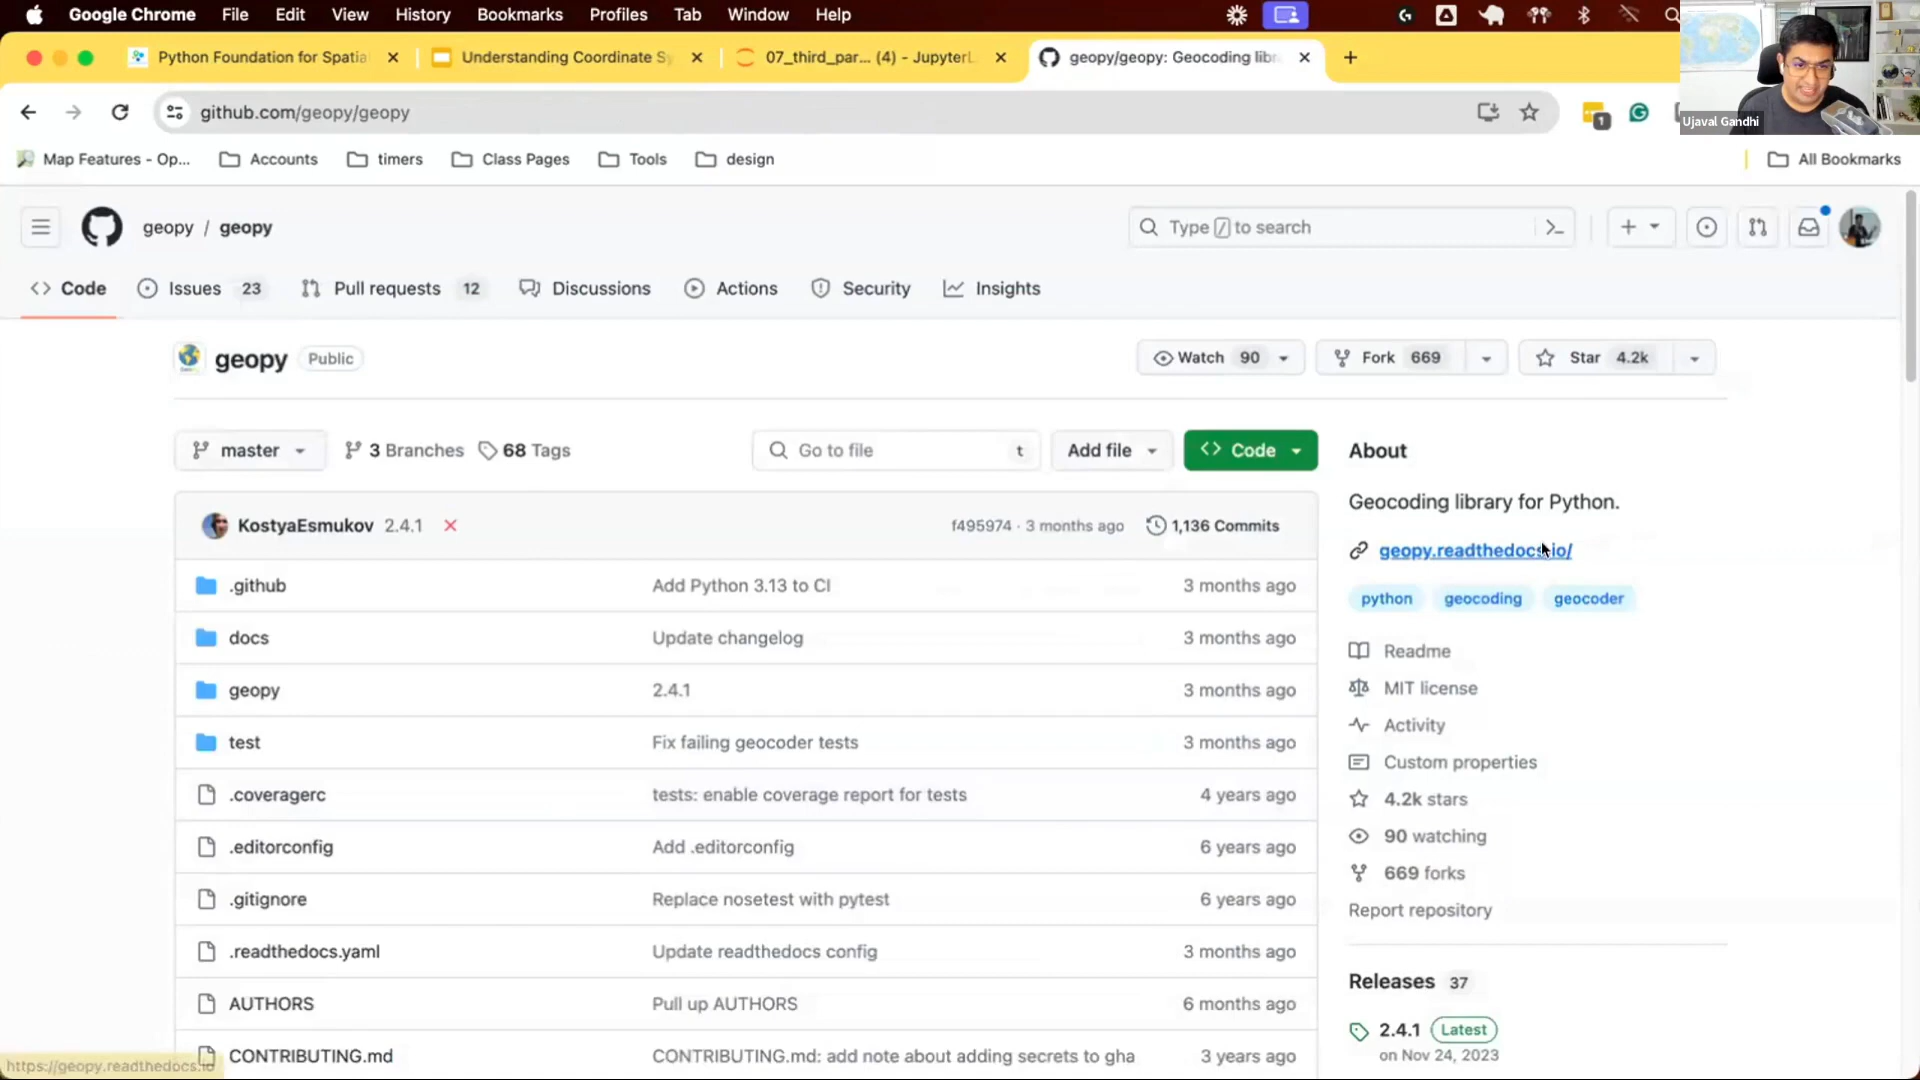 Google Chrome File Edit View History Bookmarks Profiles Tab Window Help
Python Foundation for Spatia
Understanding Coordinate Sy
07_third_par... (4) - JupyterL
geopy/geopy: Geocoding libr
github.com/geopy/geopy
1
Ujaval Gandhi
Map Features - Op... Accounts timers Class Pages Tools design All Bookmarks
geopy / geopy
Type / to search
Code Issues 23 Pull requests 12 Discussions Actions Security Insights
geopy Public
Watch 90 Fork 669 Star 4.2k
master 3 Branches 68 Tags Go to file t Add file Code
KostyaEsmukov 2.4.1 f495974 · 3 months ago 1,136 Commits
.github Add Python 3.13 to CI 3 months ago
docs Update changelog 3 months ago
geopy 2.4.1 3 months ago
test Fix failing geocoder tests 3 months ago
.coveragerc tests: enable coverage report for tests 4 years ago
.editorconfig Add .editorconfig 6 years ago
.gitignore Replace nosetest with pytest 6 years ago
.readthedocs.yaml Update readthedocs config 3 months ago
AUTHORS Pull up AUTHORS 6 months ago
CONTRIBUTING.md CONTRIBUTING.md: add note about adding secrets to gha 3 years ago
About
Geocoding library for Python.
geopy.readthedocs.io/
python geocoding geocoder
Readme
MIT license
Activity
Custom properties
4.2k stars
90 watching
669 forks
Report repository
Releases 37
2.4.1 Latest
on Nov 24, 2023
https://geopy.readthedocs.io